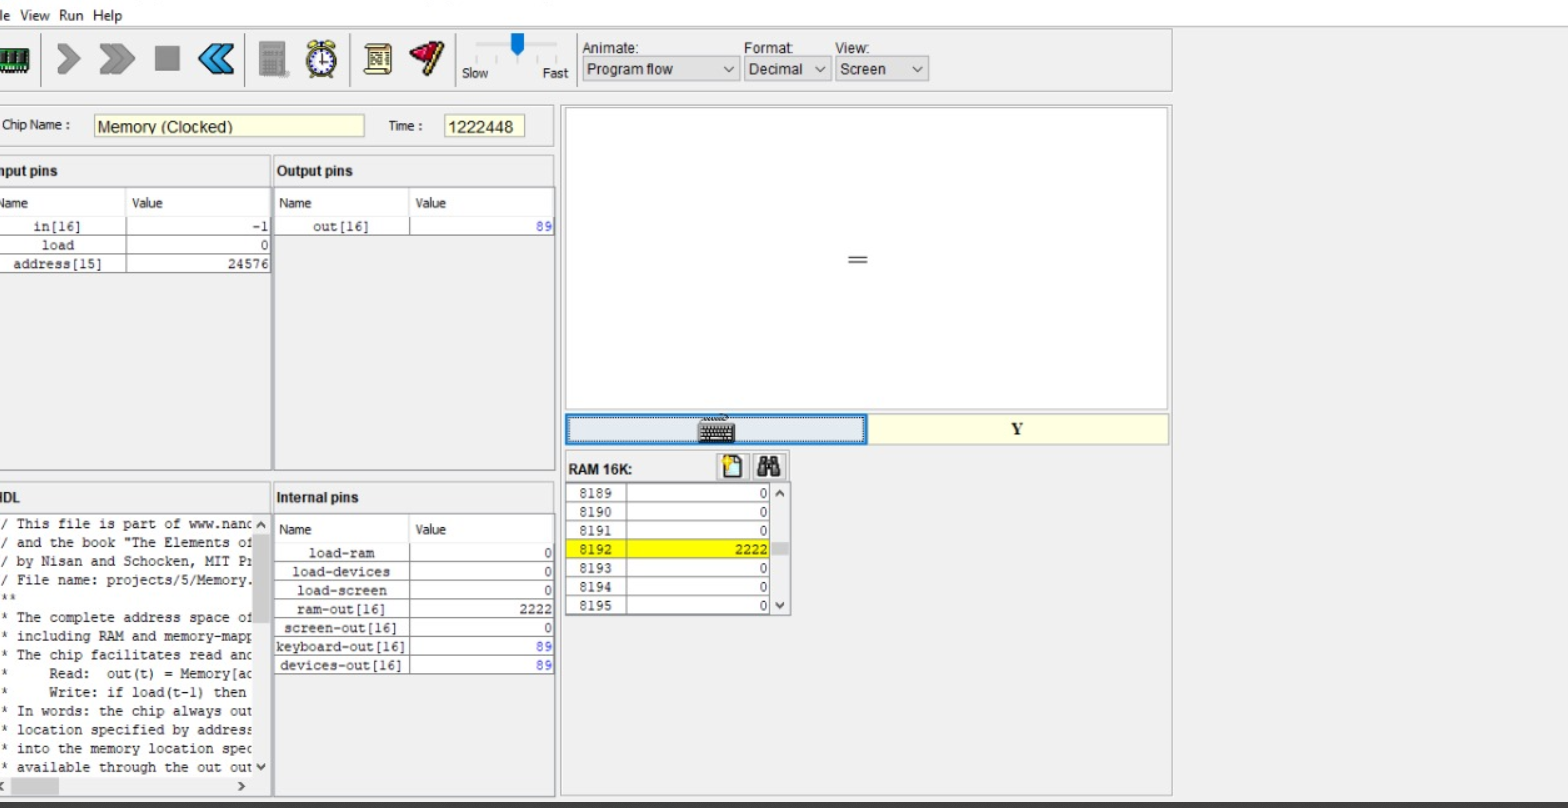 le View Run Help
Animate: Format: View:
Slow Fast Program flow Decimal Screen
Chip Name : Memory (Clocked) Time : 1222448
nput pins
Name Value
in[16] -1
load 0
address[15] 24576
Output pins
Name Value
out[16] 89
Y
RAM 16K:
8189 0
8190 0
8191 0
8192 2222
8193 0
8194 0
8195 0
HDL
/ This file is part of www.nand
/ and the book "The Elements of
/ by Nisan and Schocken, MIT Pr
/ File name: projects/5/Memory.
**
* The complete address space of
* including RAM and memory-mapp
* The chip facilitates read and
* Read: out(t) = Memory[ad
* Write: if load(t-1) then
* In words: the chip always out
* location specified by address
* into the memory location spec
* available through the out out
Internal pins
Name Value
load-ram 0
load-devices 0
load-screen 0
ram-out[16] 2222
screen-out[16] 0
keyboard-out[16] 89
devices-out[16] 89